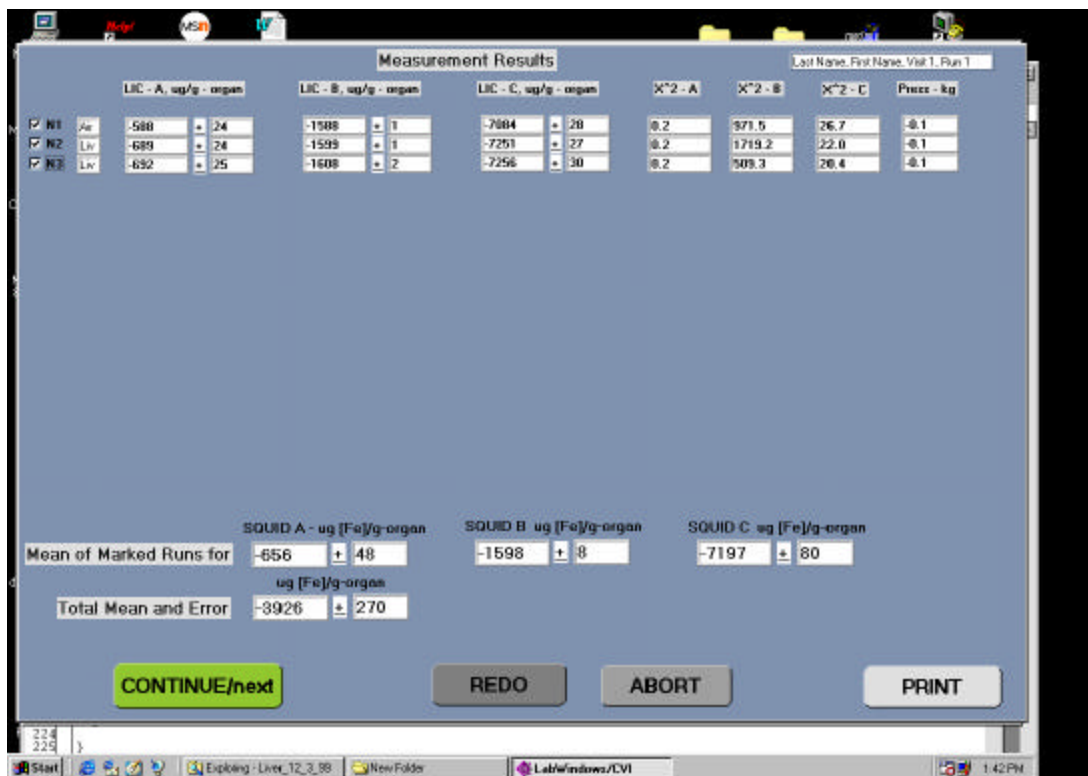 Help!
MSN
Measurement Results
Last Name, First Name, Visit 1, Run 1
LIC - A, ug/g - organ LIC - B, ug/g - organ LIC - C, ug/g - organ X^2 - A X^2 - B X^2 - C Press - kg
N1 -588 ± 24 -1588 ± 1 -7084 ± 28 0.2 971.5 26.7 -0.1
N2 Liv -689 ± 24 -1599 ± 1 -7251 ± 27 0.2 1719.2 22.0 -0.1
N3 Liv -692 ± 25 -1608 ± 2 -7256 ± 30 0.2 509.3 20.4 -0.1
SQUID A - ug [Fe]/g-organ SQUID B ug [Fe]/g-organ SQUID C ug [Fe]/g-organ
Mean of Marked Runs for -656 ± 48 -1598 ± 8 -7197 ± 80
ug [Fe]/g-organ
Total Mean and Error -3926 ± 270
CONTINUE/next REDO ABORT PRINT
224
225 }
Start Exploring - Liver_12_3_99 New Folder LabWindows/CVI 1:42 PM